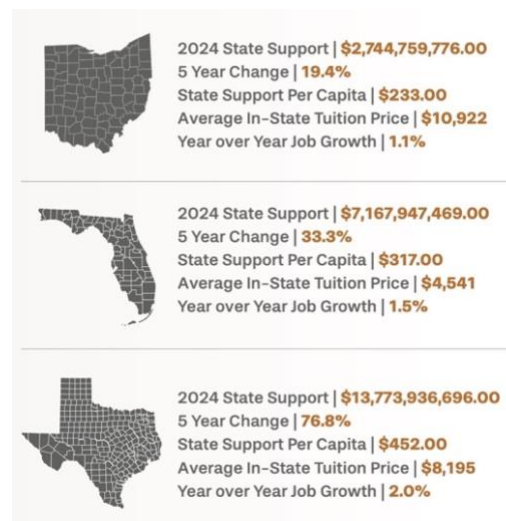 2024 State Support | $2,744,759,776.00
5 Year Change | 19.4%
State Support Per Capita | $233.00
Average In-State Tuition Price | $10,922
Year over Year Job Growth | 1.1%
2024 State Support | $7,167,947,469.00
5 Year Change | 33.3%
State Support Per Capita | $317.00
Average In-State Tuition Price | $4,541
Year over Year Job Growth | 1.5%
2024 State Support | $13,773,936,696.00
5 Year Change | 76.8%
State Support Per Capita | $452.00
Average In-State Tuition Price | $8,195
Year over Year Job Growth | 2.0%